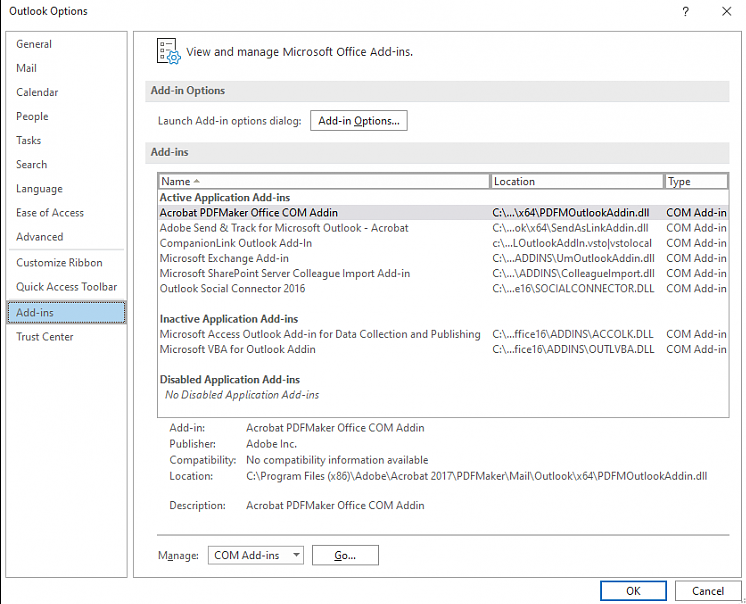 Outlook Options
?
General
Mail
Calendar
People
Tasks
Search
Language
Ease of Access
Advanced
Customize Ribbon
Quick Access Toolbar
Add-ins
Trust Center
View and manage Microsoft Office Add-ins.
Add-in Options
Launch Add-in options dialog: Add-in Options...
Add-ins
Name Location Type
Active Application Add-ins
Acrobat PDFMaker Office COM Addin C:\...\x64\PDFMOutlookAddin.dll COM Add-in
Adobe Send & Track for Microsoft Outlook - Acrobat C:\...ok\x64\SendAsLinkAddin.dll COM Add-in
CompanionLink Outlook Add-In c:\...LOutlookAddIn.vsto|vstolocal COM Add-in
Microsoft Exchange Add-in C:\...ADDINS\UmOutlookAddin.dll COM Add-in
Microsoft SharePoint Server Colleague Import Add-in C:\...\ADDINS\ColleagueImport.dll COM Add-in
Outlook Social Connector 2016 C:\...e16\SOCIALCONNECTOR.DLL COM Add-in
Inactive Application Add-ins
Microsoft Access Outlook Add-in for Data Collection and Publishing C:\...ffice16\ADDINS\ACCOLK.DLL COM Add-in
Microsoft VBA for Outlook Addin C:\...fice16\ADDINS\OUTLVBA.DLL COM Add-in
Disabled Application Add-ins
No Disabled Application Add-ins
Add-in: Acrobat PDFMaker Office COM Addin
Publisher: Adobe Inc.
Compatibility: No compatibility information available
Location: C:\Program Files (x86)\Adobe\Acrobat 2017\PDFMaker\Mail\Outlook\x64\PDFMOutlookAddin.dll
Description: Acrobat PDFMaker Office COM Addin
Manage: COM Add-ins Go...
OK Cancel